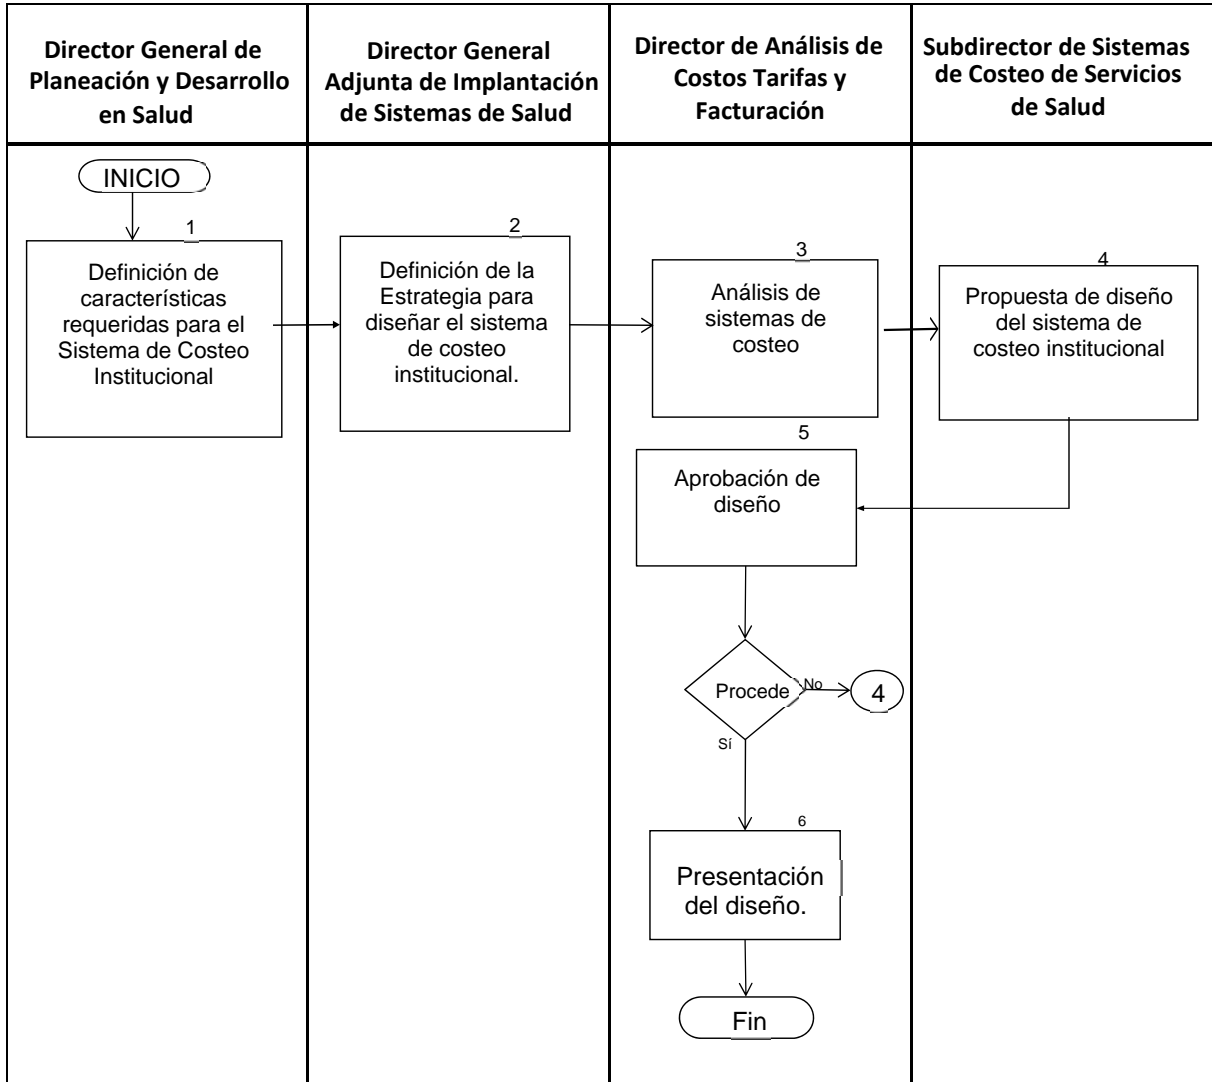 Director General de
Planeación y Desarrollo
en Salud
Director General
Adjunta de Implantación
de Sistemas de Salud
Director de Análisis de
Costos Tarifas y
Facturación
Subdirector de Sistemas
de Costeo de Servicios
de Salud
INICIO
1
Definición de
características
requeridas para el
Sistema de Costeo
Institucional
2
Definición de la
Estrategia para
diseñar el sistema
de costeo
institucional.
3
Análisis de
sistemas de
costeo
4
Propuesta de diseño
del sistema de
costeo institucional
5
Aprobación de
diseño
Procede
No
4
Sí
6
Presentación
del diseño.
Fin